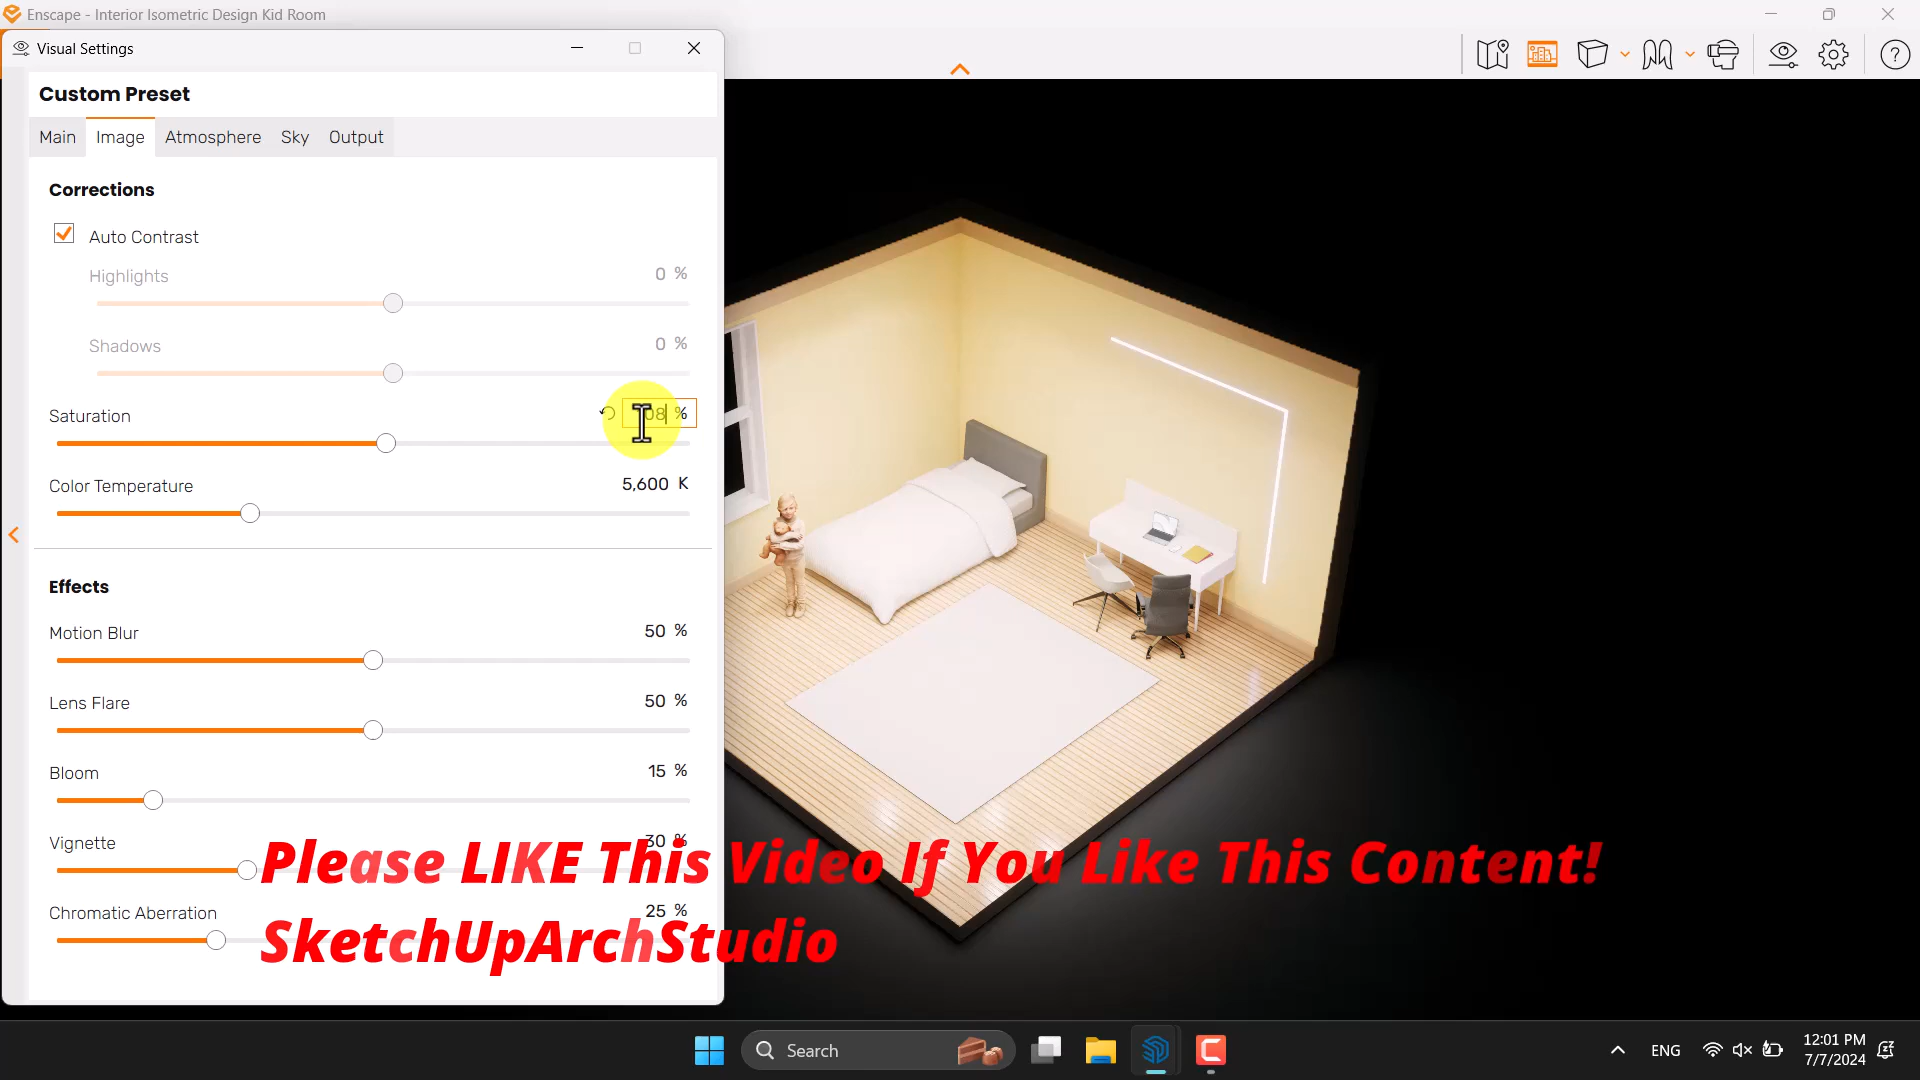 Enscape - Interior Isometric Design Kid Room
Visual Settings
Custom Preset
Main Image Atmosphere Sky Output
Corrections
Auto Contrast
Highlights 0 %
Shadows 0 %
Saturation 08 %
Color Temperature 5,600 K
Effects
Motion Blur 50 %
Lens Flare 50 %
Bloom 15 %
Vignette 30 %
Chromatic Aberration 25 %
Please LIKE This Video If You Like This Content!
SketchUpArchStudio
Search
ENG
12:01 PM
7/7/2024